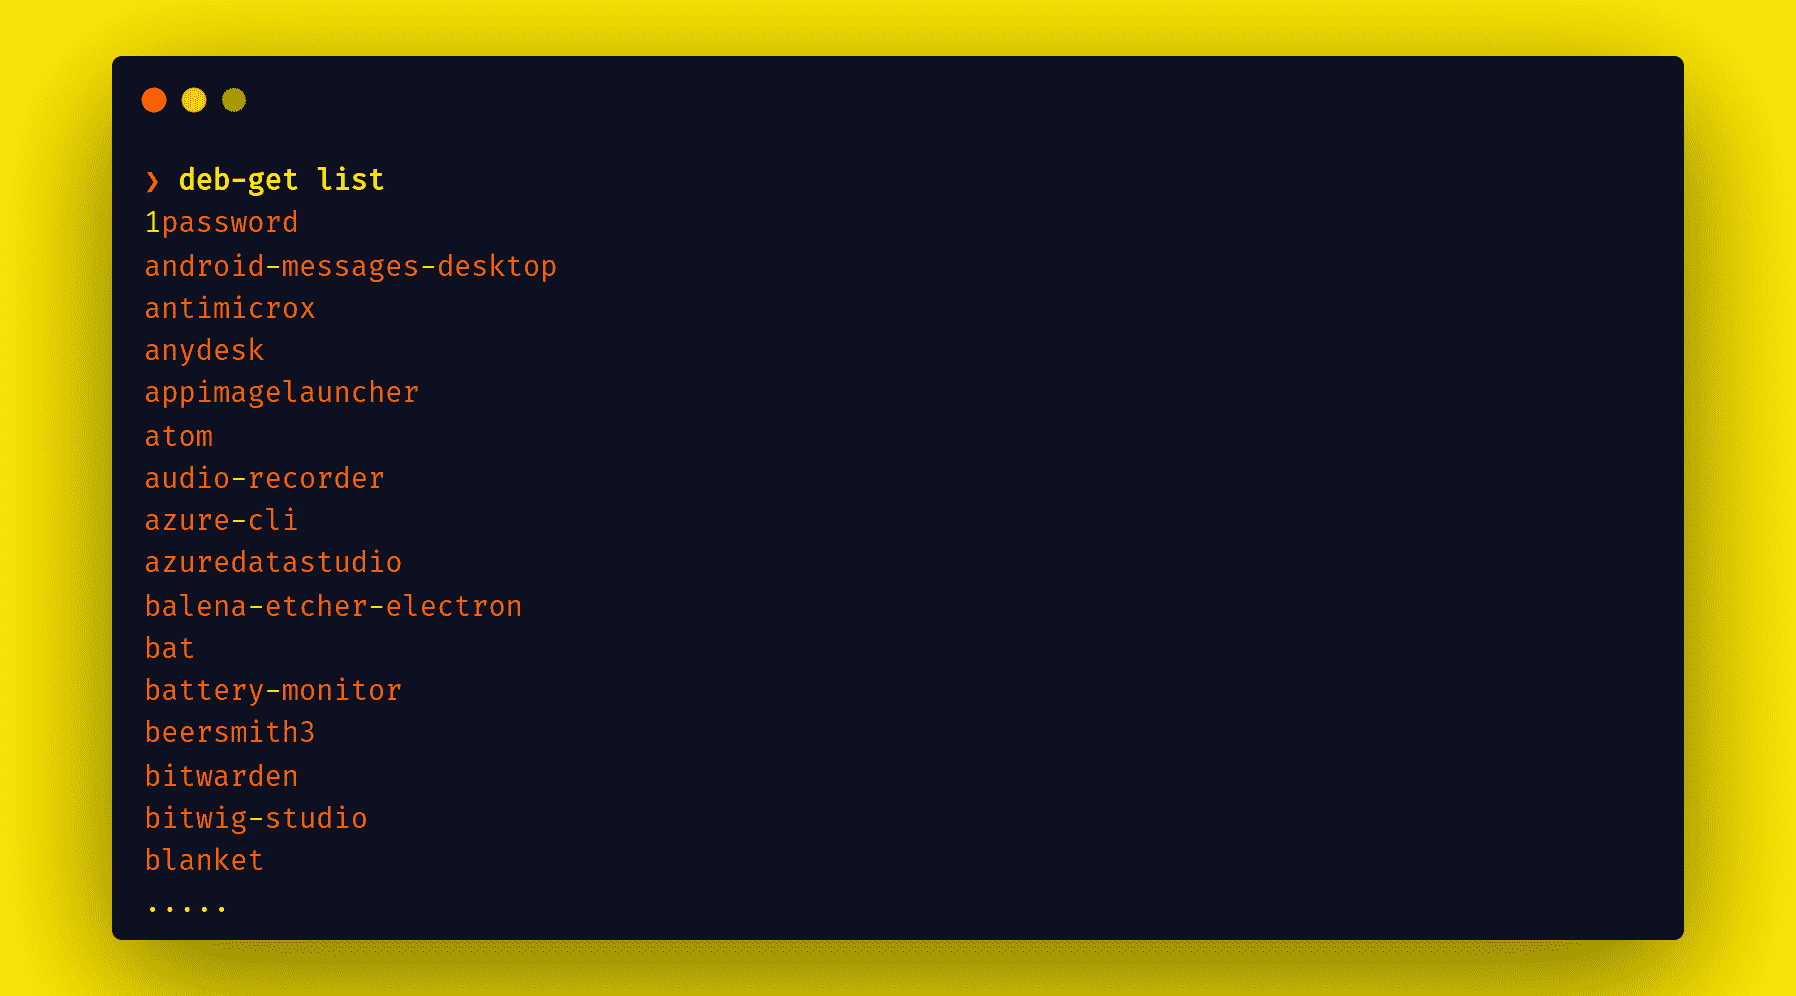 ❯ deb-get list
1password
android-messages-desktop
antimicrox
anydesk
appimagelauncher
atom
audio-recorder
azure-cli
azuredatastudio
balena-etcher-electron
bat
battery-monitor
beersmith3
bitwarden
bitwig-studio
blanket
.....